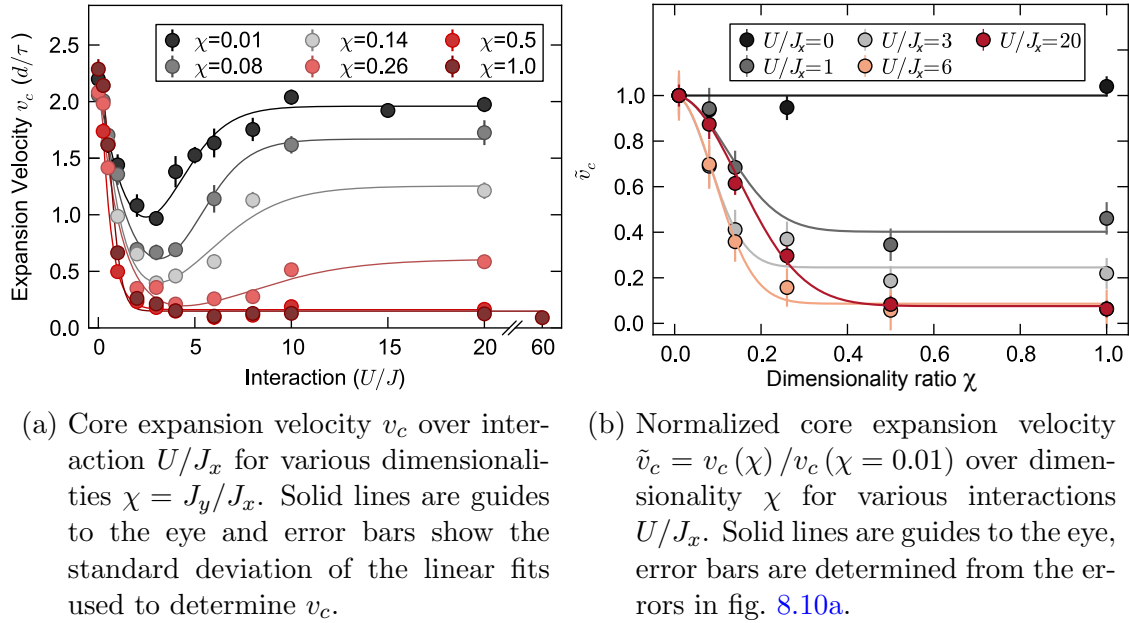 2.5
2.0
1.5
1.0
0.5
0.0
Expansion Velocity v_c (d/τ)
χ=0.01
χ=0.14
χ=0.5
χ=0.08
χ=0.26
χ=1.0
0
5
10
15
20
60
Interaction (U/J)
(a) Core expansion velocity v_c over inter-
action U/J_x for various dimensionali-
ties χ = J_y/J_x. Solid lines are guides
to the eye and error bars show the
standard deviation of the linear fits
used to determine v_c.
U/J_x=0
U/J_x=3
U/J_x=20
U/J_x=1
U/J_x=6
1.0
0.8
0.6
0.4
0.2
0.0
ṽ_c
0.0
0.2
0.4
0.6
0.8
1.0
Dimensionality ratio χ
(b) Normalized core expansion velocity
ṽ_c = v_c (χ) /v_c (χ = 0.01) over dimen-
sionality χ for various interactions
U/J_x. Solid lines are guides to the eye,
error bars are determined from the er-
rors in fig. 8.10a.